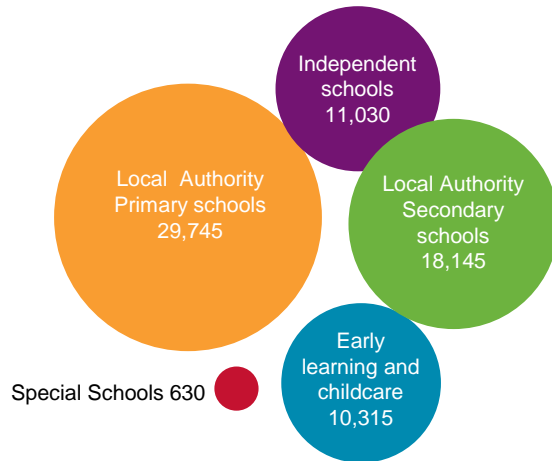 Independent
schools
11,030
Local Authority
Primary schools
29,745
Local Authority
Secondary
schools
18,145
Early
learning and
childcare
10,315
Special Schools 630